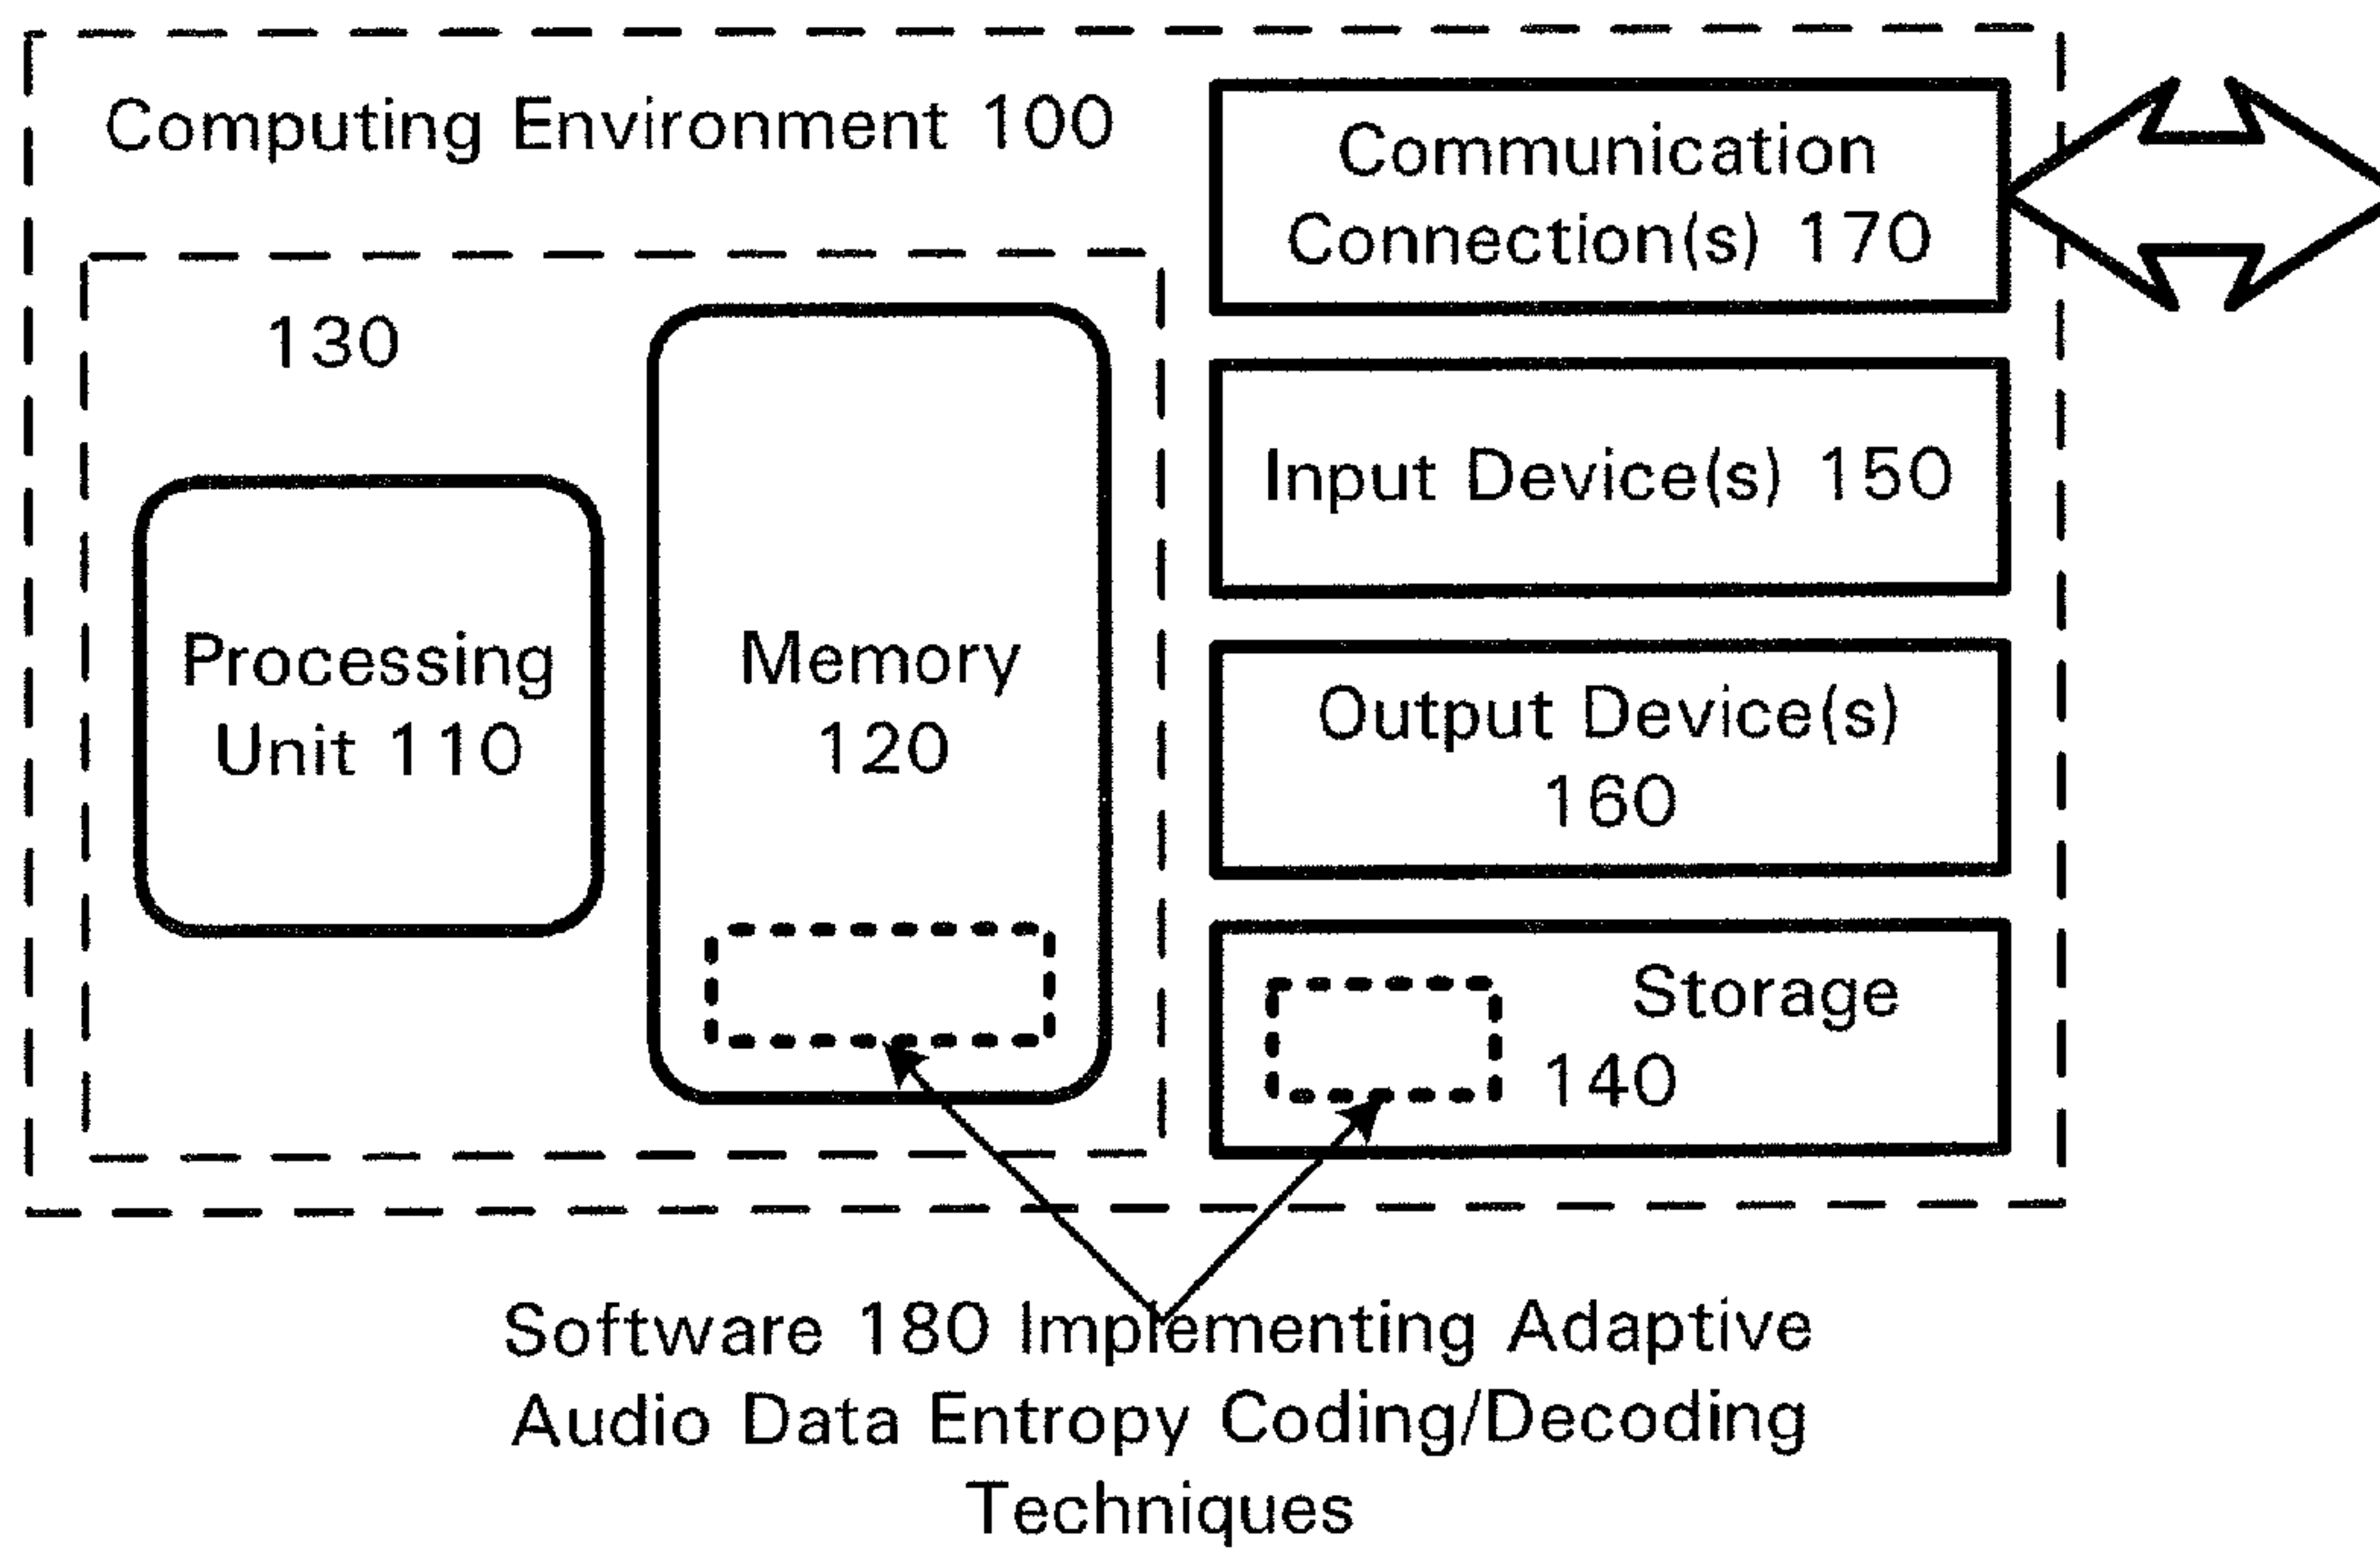 Computing Environment 100
130
Processing
Unit 110
Memory
120
Communication
Connection(s) 170
Input Device(s) 150
Output Device(s)
160
Storage
140
Software 180 Implementing Adaptive
Audio Data Entropy Coding/Decoding
Techniques